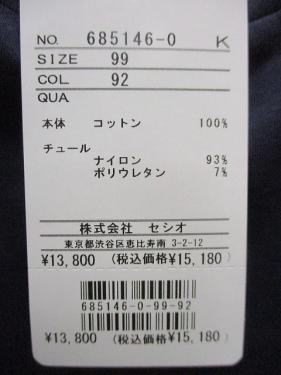 NO. 685146-0 K
SIZE 99
COL 92
QUA
本体 コットン 100%
チュール
ナイロン 93%
ポリウレタン 7%
株式会社 セシオ
東京都渋谷区恵比寿南 3-2-12
¥13,800 (税込価格¥15,180)
685146-0-99-92
¥13,800 (税込価格¥15,180)